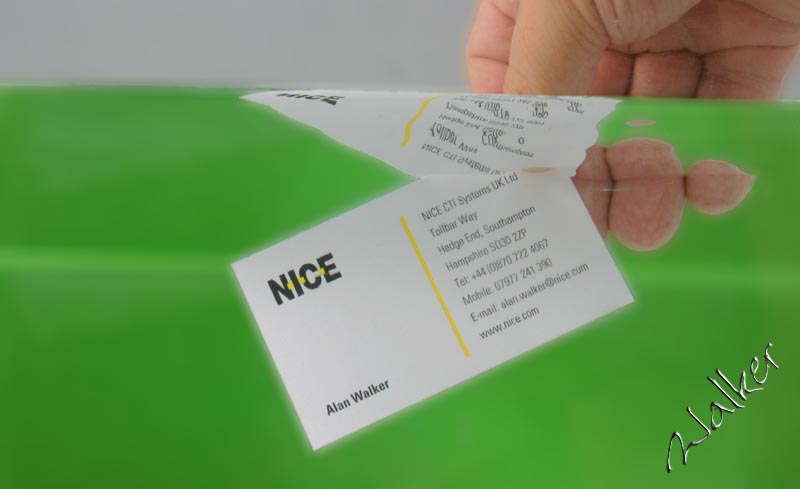 NICE
NICE CTI Systems UK Ltd
Tollbar Way
Hedge End, Southampton
Hampshire SO30 2ZP
Tel: +44 (0)870 722 4067
Mobile: 07977 241 390
E-mail: alan.walker@nice.com
www.nice.com
Alan Walker
Walker